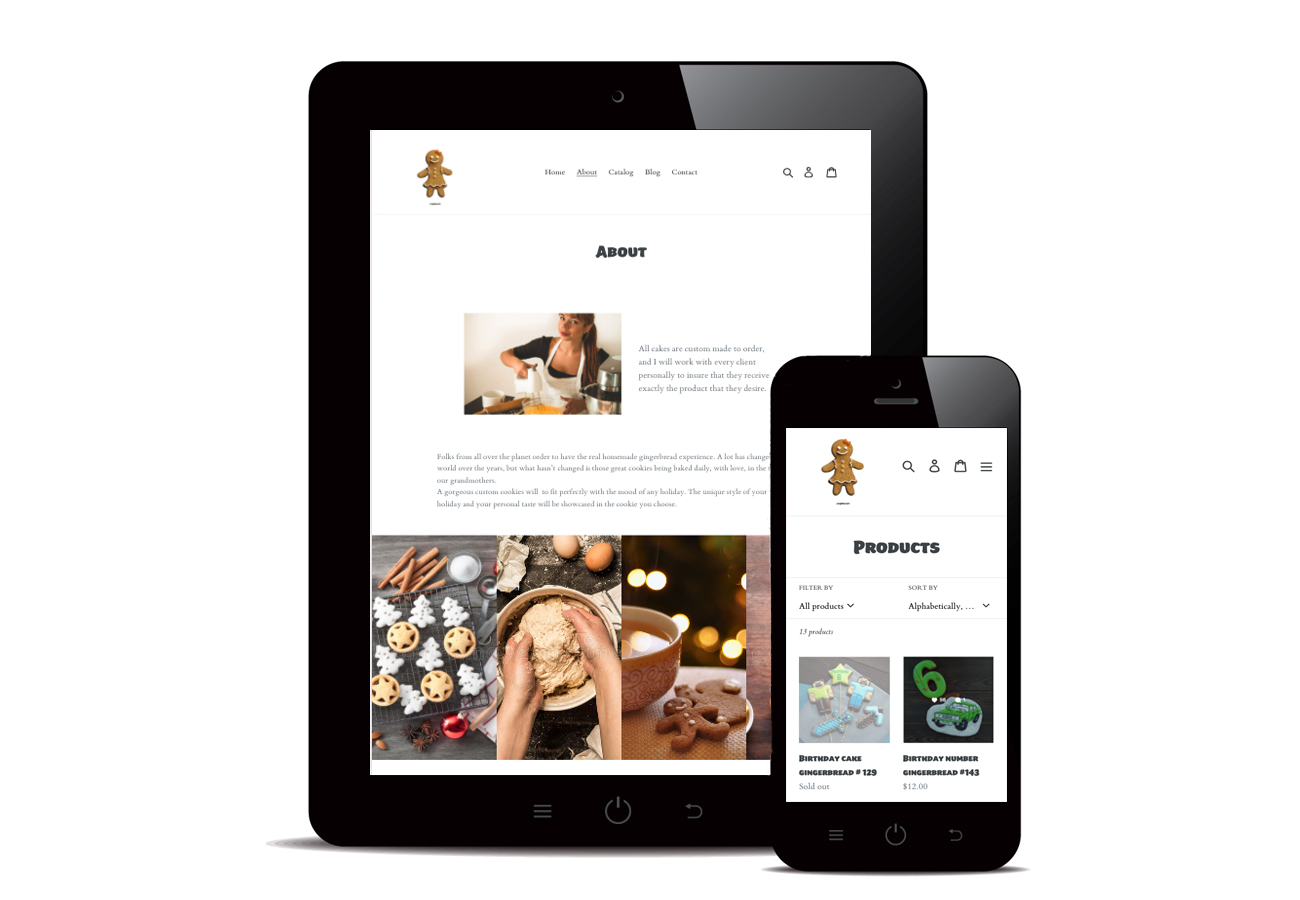 Home About Catalog Blog Contact
About
All cakes are custom made to order,
and I will work with every client
personally to insure that they receive
exactly the product that they desire.
Folks from all over the planet order to have the real homemade gingerbread experience. A lot has change
world over the years, but what hasn't changed is those great cookies being baked daily, with love, in the
our grandmothers.
A gorgeous custom cookies will to fit perfectly with the mood of any holiday. The unique style of your
holiday and your personal taste will be showcated in the cookie you choose.
Products
FILTER BY
SORT BY
All products
Alphabetically, …
13 products
6
Birthday cake
gingerbread # 129
Sold out
Birthday number
gingerbread #143
$12.00